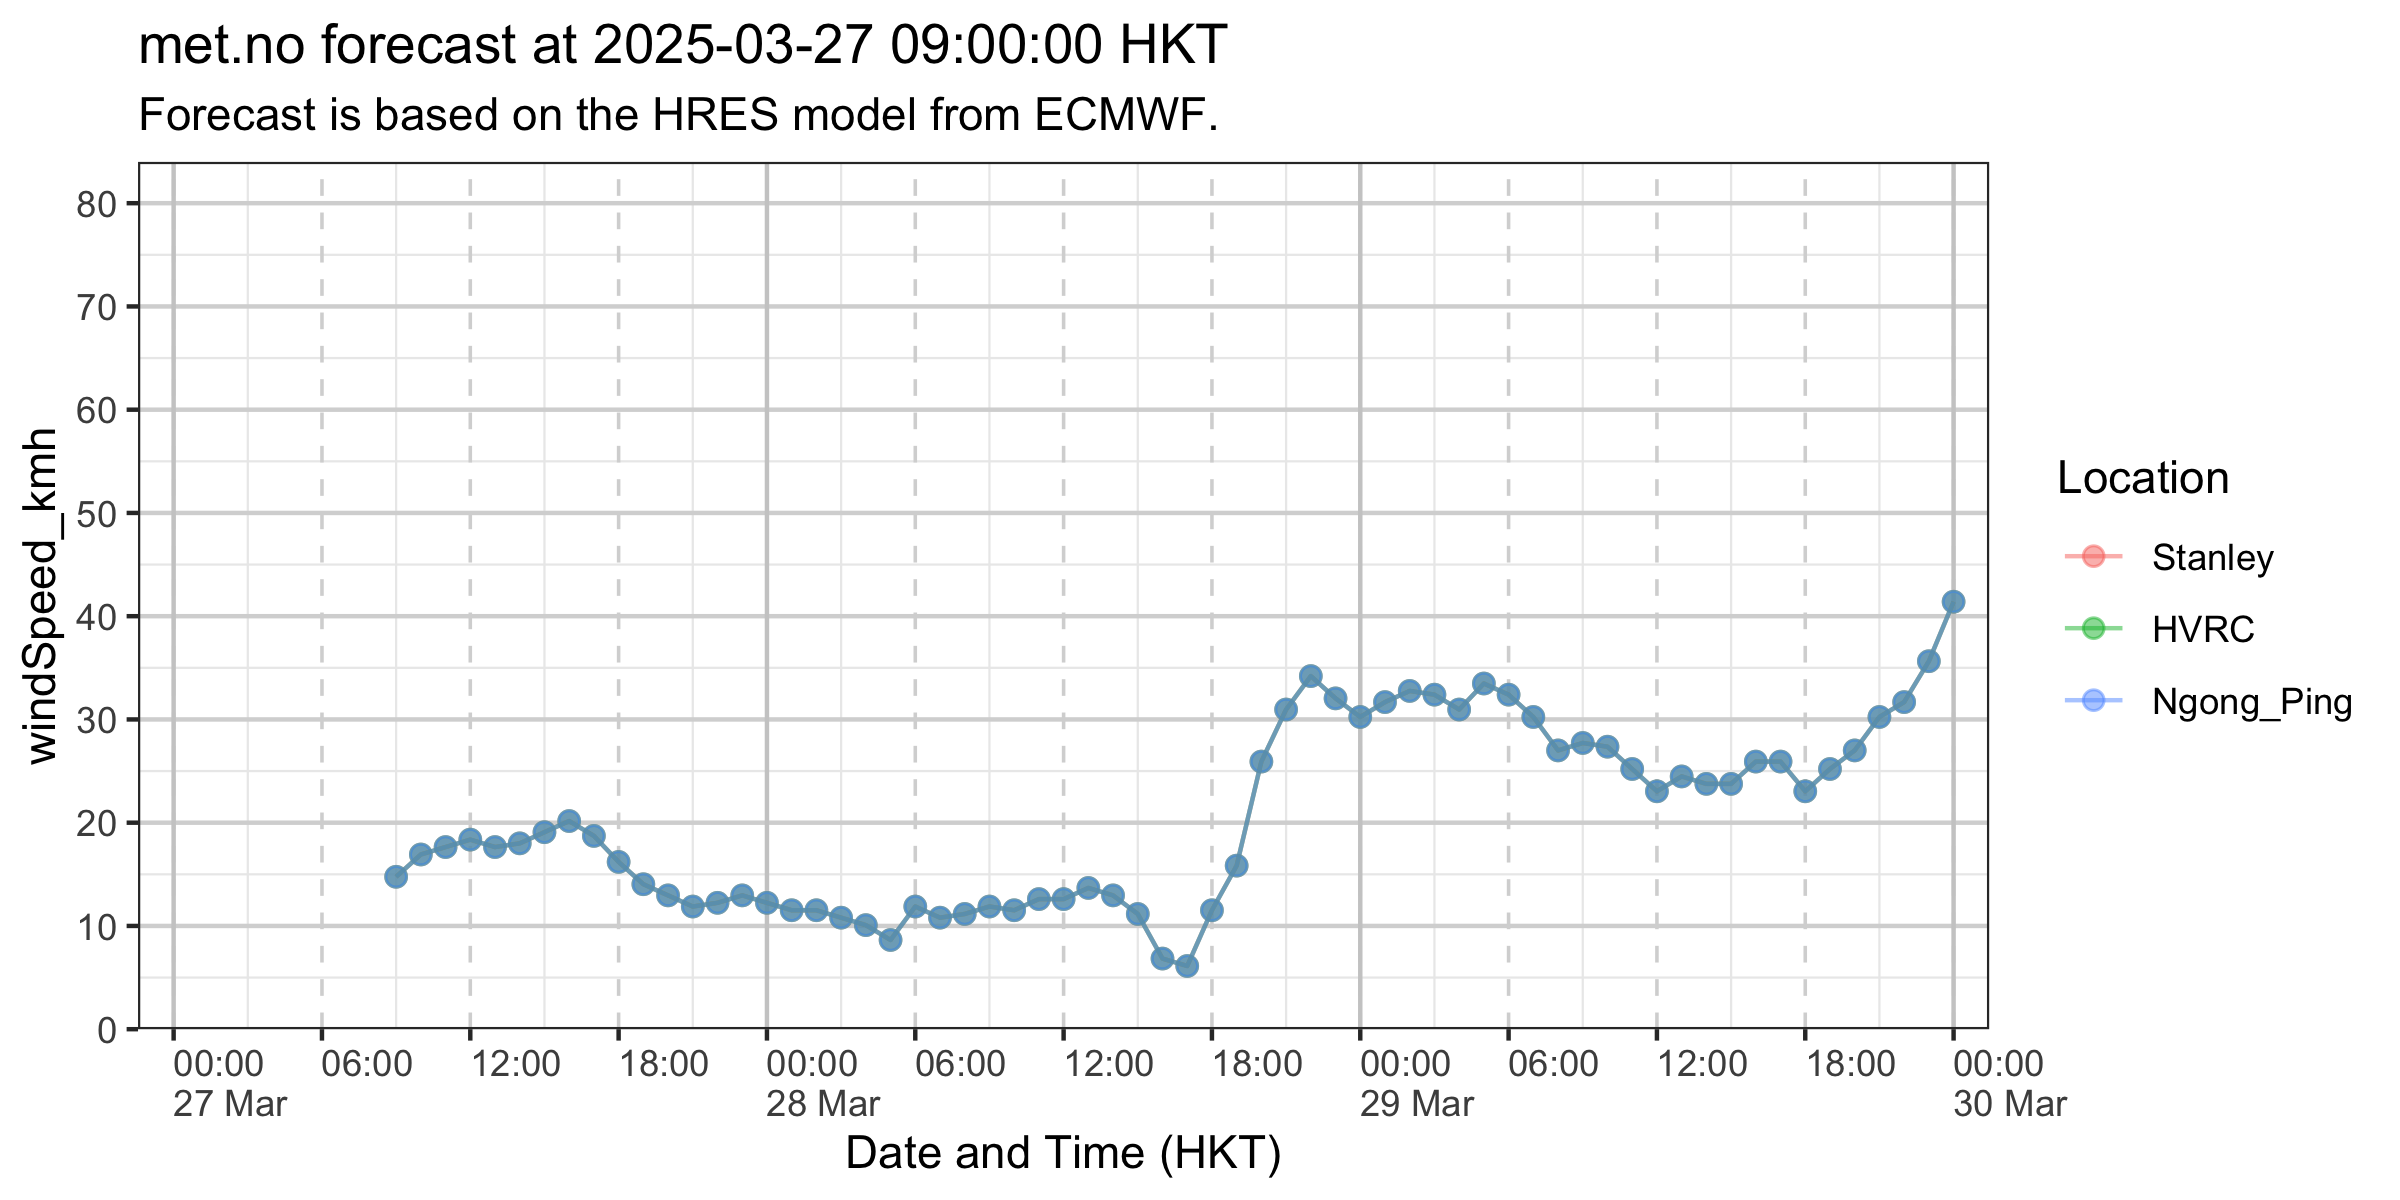 met.no forecast at 2025-03-27 09:00:00 HKT
Forecast is based on the HRES model from ECMWF.
windSpeed_kmh
80
70
60
50
40
30
20
10
0
00:00 06:00 12:00 18:00 00:00 06:00 12:00 18:00 00:00 06:00 12:00 18:00 00:00
27 Mar 28 Mar 29 Mar 30 Mar
Date and Time (HKT)
Location
Stanley
HVRC
Ngong_Ping